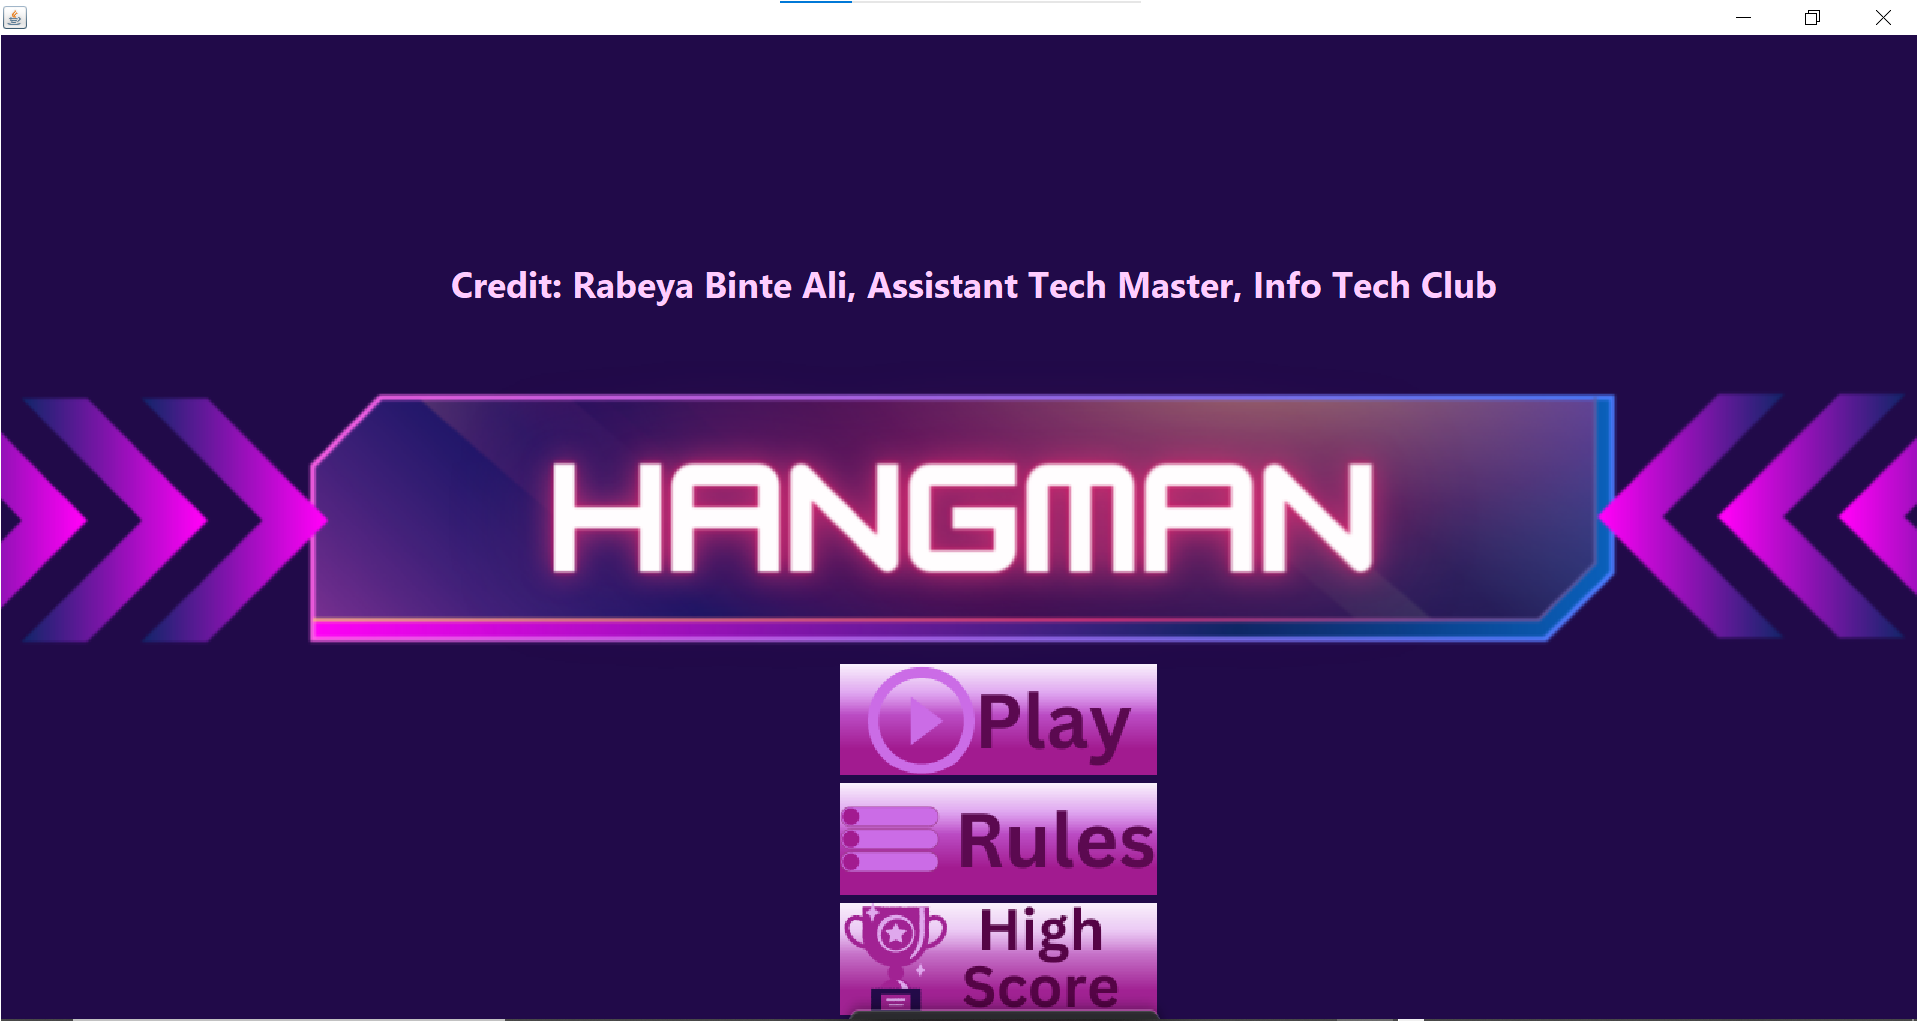 Credit: Rabeya Binte Ali, Assistant Tech Master, Info Tech Club
HANGMAN
Play
Rules
High
Score